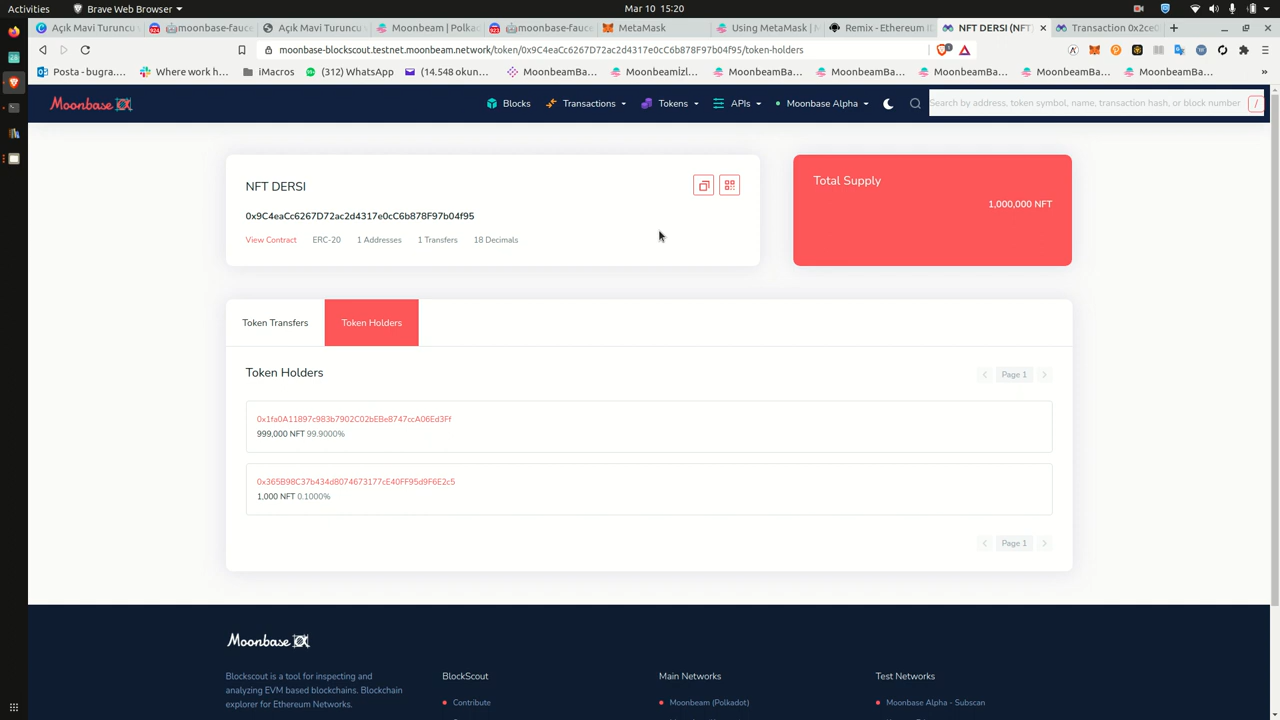 Brave Web Browser
Mar 10 15:20
Açık Mavi Turuncu
🤖moonbase-fauce
Açık Mavi Turuncu
Moonbeam | Polkad
🤖moonbase-fauce
MetaMask
Using MetaMask
Remix - Ethereum I
NFT DERSI (NFT)
Transaction 0x2ce0
moonbase-blockscout.testnet.moonbeam.network/token/0x9C4eaCc6267D72ac2d4317e0cC6b878F97b04f95/token-holders
Posta - bugra....
Where work h...
iMacros
(312) WhatsApp
(14.548 okun...
MoonbeamBa...
Moonbeamİzl...
MoonbeamBa...
MoonbeamBa...
MoonbeamBa...
MoonbeamBa...
MoonbeamBa...
»
Moonbase
Blocks
Transactions
Tokens
APIs
Moonbase Alpha
Search by address, token symbol, name, transaction hash, or block number
/
NFT DERSI
0x9C4eaCc6267D72ac2d4317e0cC6b878F97b04f95
View Contract ERC-20 1 Addresses 1 Transfers 18 Decimals
Total Supply
1,000,000 NFT
Token Transfers
Token Holders
Token Holders
Page 1
0x1fa0A11897c983b7902C02bEBe8747ccA06Ed3Ff
999,000 NFT 99.9000%
0x365B98C37b434d8074673177cE40FF95d9F6E2c5
1,000 NFT 0.1000%
Page 1
Moonbase
Blockscout is a tool for inspecting and
analyzing EVM based blockchains. Blockchain
explorer for Ethereum Networks.
BlockScout
Contribute
Main Networks
Moonbeam (Polkadot)
Test Networks
Moonbase Alpha - Subscan